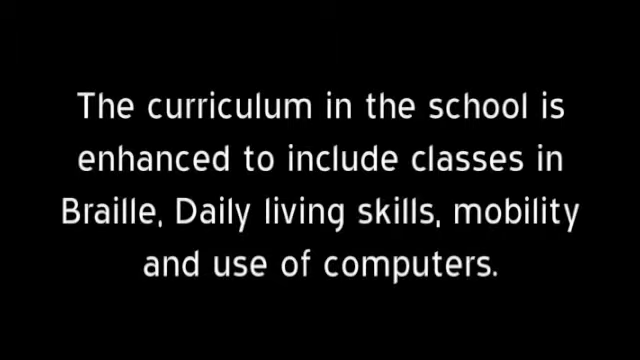 The curriculum in the school is
enhanced to include classes in
Braille, Daily living skills, mobility
and use of computers.